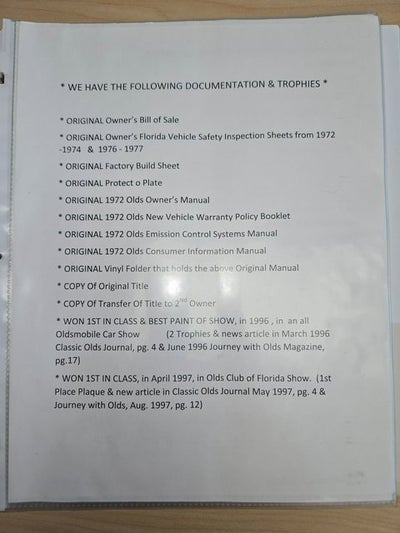 * WE HAVE THE FOLLOWING DOCUMENTATION & TROPHIES *
* ORIGINAL Owner's Bill of Sale
* ORIGINAL Owner's Florida Vehicle Safety Inspection Sheets from 1972
-1974 & 1976 - 1977
* ORIGINAL Factory Build Sheet
* ORIGINAL Protect o Plate
* ORIGINAL 1972 Olds Owner's Manual
* ORIGINAL 1972 Olds New Vehicle Warranty Policy Booklet
* ORIGINAL 1972 Olds Emission Control Systems Manual
* ORIGINAL 1972 Olds Consumer Information Manual
* ORIGINAL Vinyl Folder that holds the above Original Manual
* COPY Of Original Title
* COPY Of Transfer Of Title to 2nd Owner
* WON 1ST IN CLASS & BEST PAINT OF SHOW, in 1996 , in an all
Oldsmobile Car Show (2 Trophies & news article in March 1996
Classic Olds Journal, pg. 4 & June 1996 Journey with Olds Magazine,
pg.17)
* WON 1ST IN CLASS, in April 1997, in Olds Club of Florida Show. (1st
Place Plaque & new article in Classic Olds Journal May 1997, pg. 4 &
Journey with Olds, Aug. 1997, pg. 12)